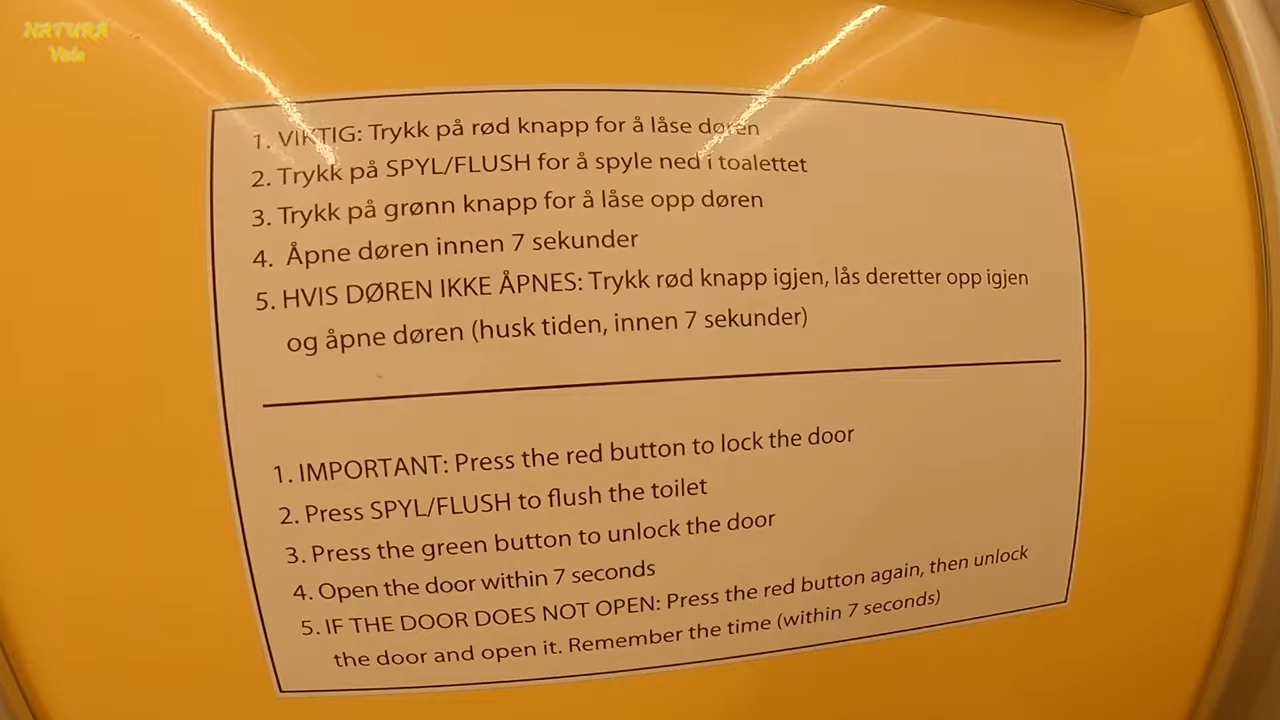 NATURA
Vista
1. VIKTIG: Trykk på rød knapp for å låse døren
2. Trykk på SPYL/FLUSH for å spyle ned i toalettet
3. Trykk på grønn knapp for å låse opp døren
4. Åpne døren innen 7 sekunder
5. HVIS DØREN IKKE ÅPNES: Trykk rød knapp igjen, lås deretter opp igjen
og åpne døren (husk tiden, innen 7 sekunder)
1. IMPORTANT: Press the red button to lock the door
2. Press SPYL/FLUSH to flush the toilet
3. Press the green button to unlock the door
4. Open the door within 7 seconds
5. IF THE DOOR DOES NOT OPEN: Press the red button again, then unlock
the door and open it. Remember the time (within 7 seconds)